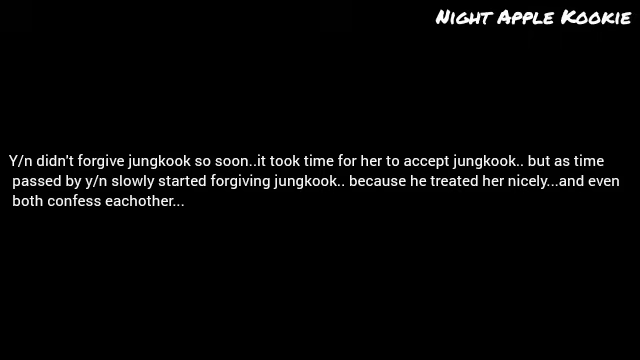 Night Apple Kookie
Y/n didn't forgive jungkook so soon..it took time for her to accept jungkook.. but as time
passed by y/n slowly started forgiving jungkook.. because he treated her nicely...and even
both confess eachother...